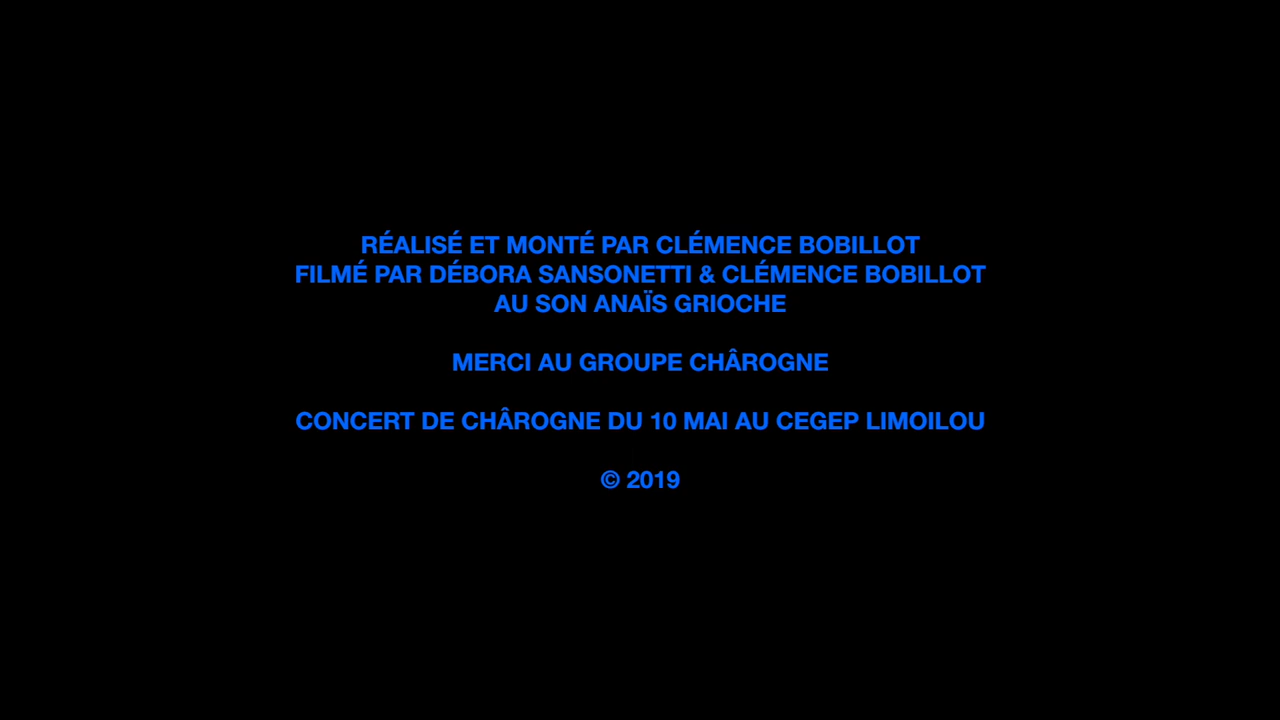 RÉALISÉ ET MONTÉ PAR CLÉMENCE BOBILLOT
FILMÉ PAR DÉBORA SANSONETTI & CLÉMENCE BOBILLOT
AU SON ANAÏS GRIOCHE
MERCI AU GROUPE CHÂROGNE
CONCERT DE CHÂROGNE DU 10 MAI AU CEGEP LIMOILOU
© 2019